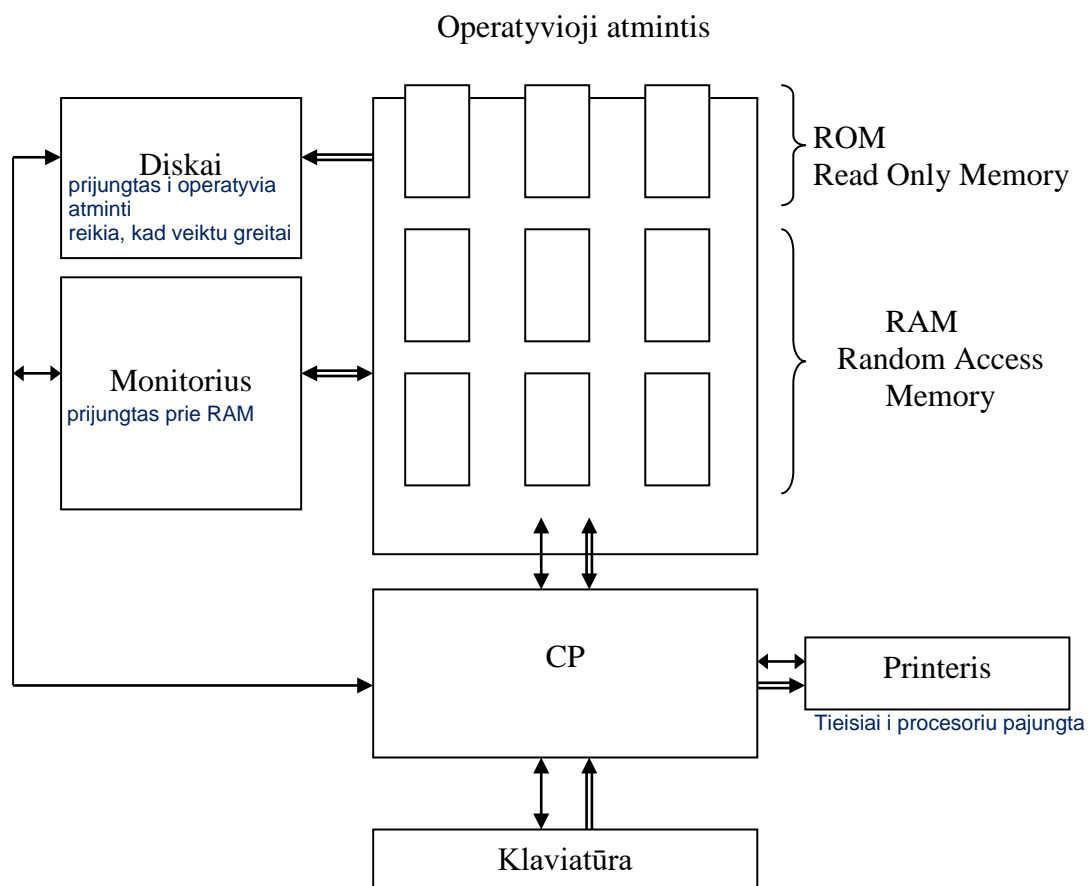 Operatyvioji atmintis
Diskai
prijungtas i operatyvia
atminti
reikia, kad veiktu greitai
ROM
Read Only Memory
Monitorius
prijungtas prie RAM
RAM
Random Access
Memory
CP
Printeris
Tieisiai i procesoriu pajungta
Klaviatūra